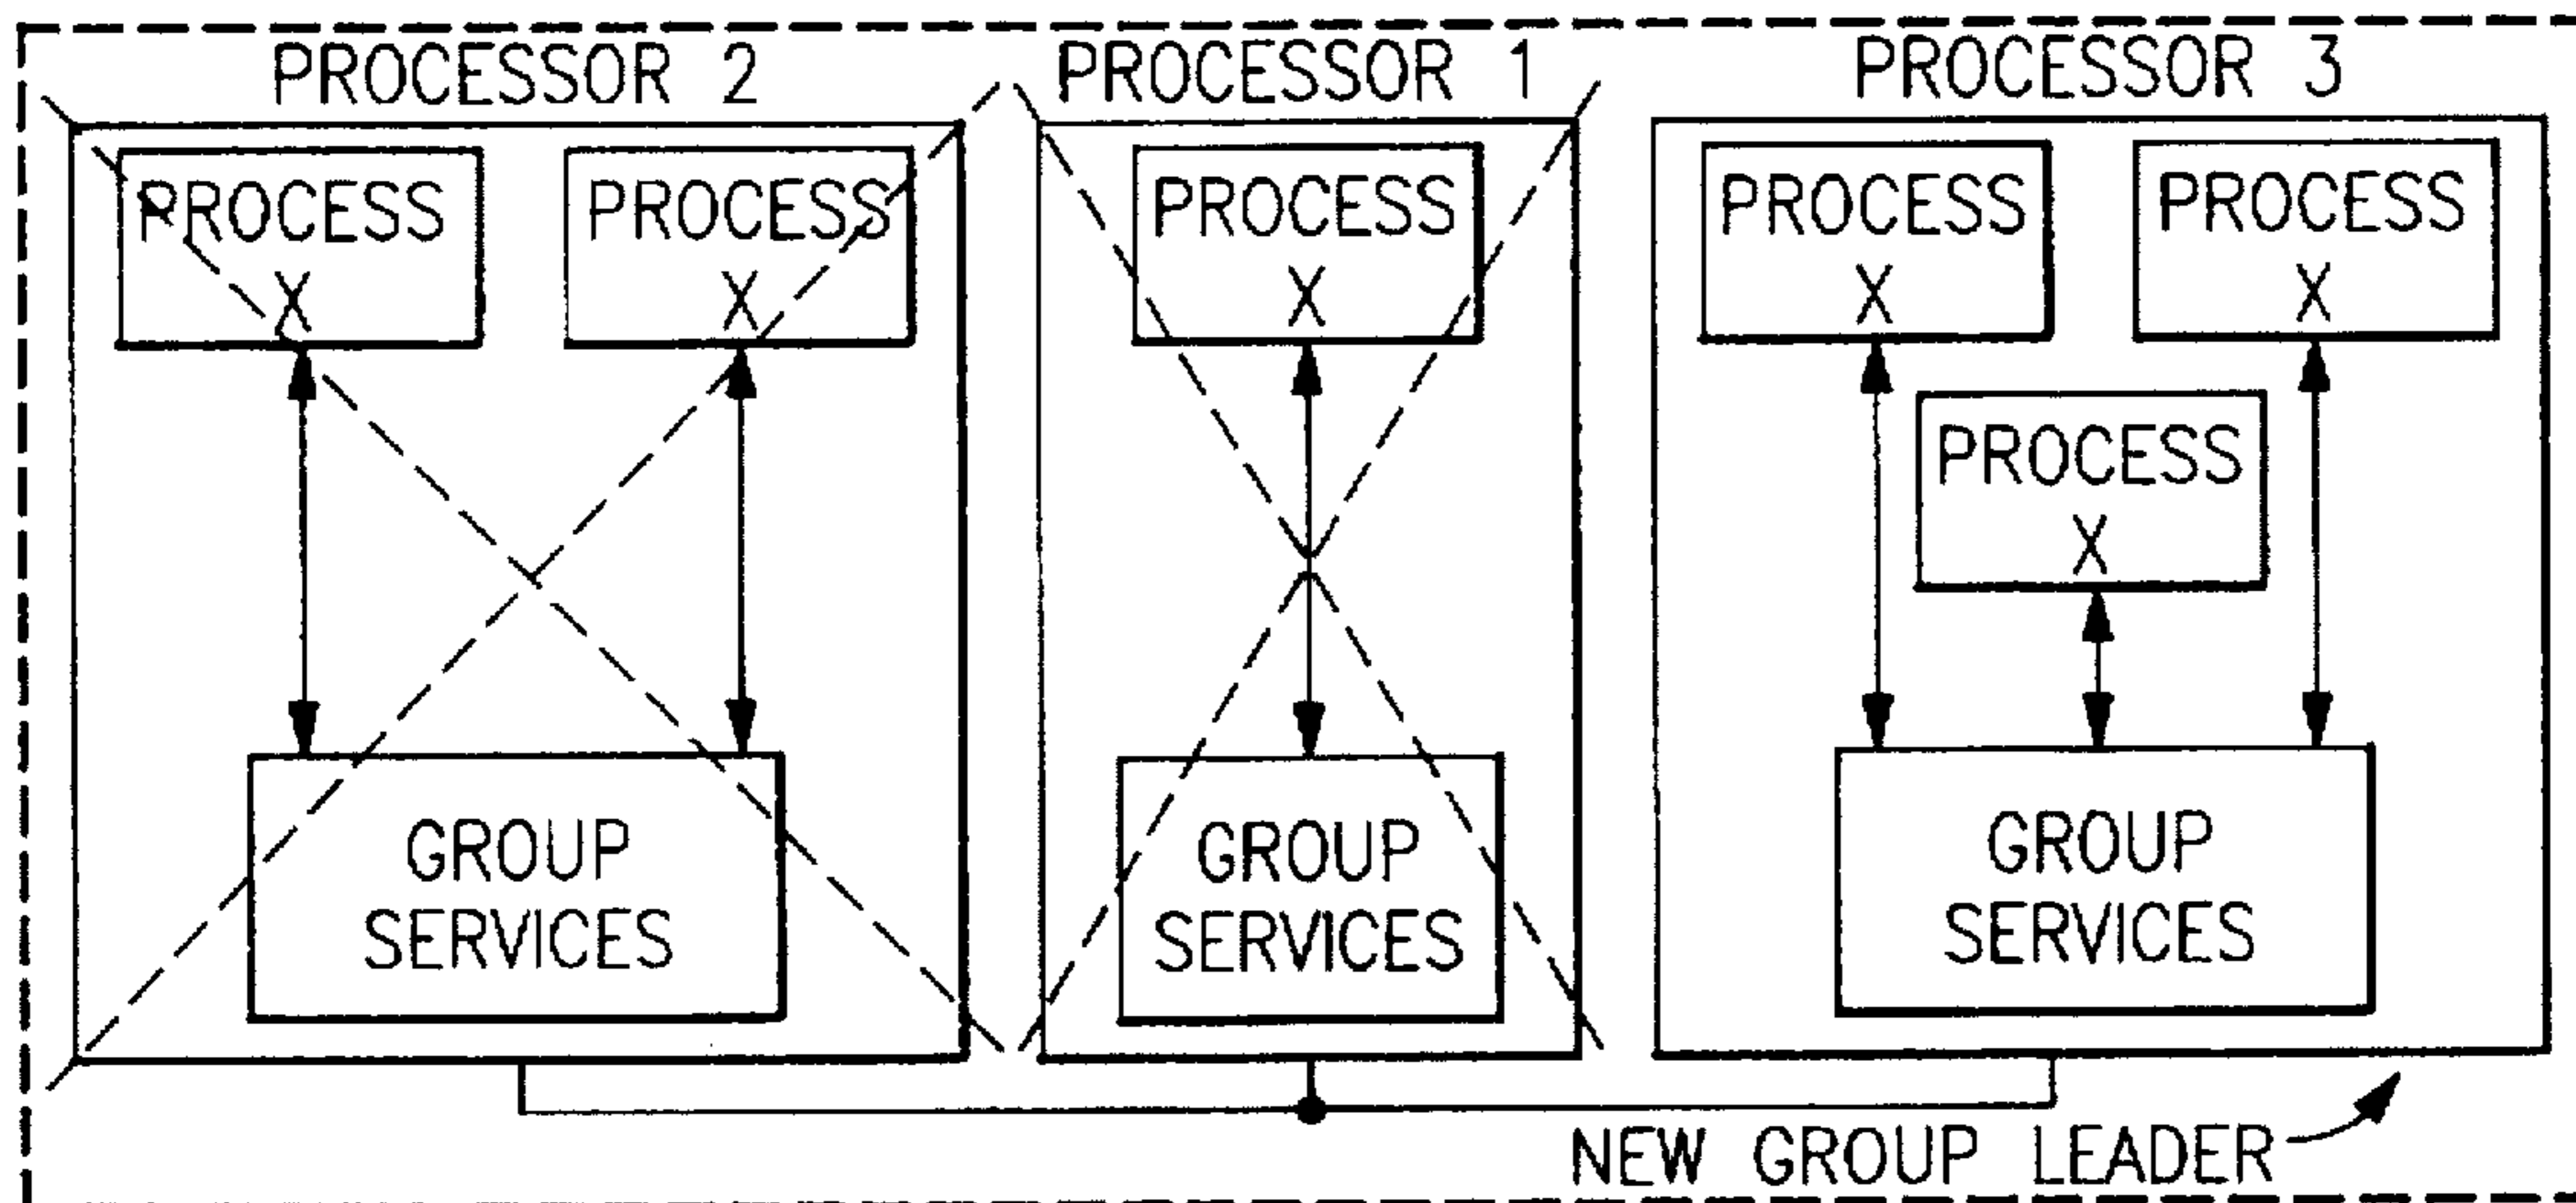 PROCESSOR 2
PROCESSOR 1
PROCESSOR 3
PROCESS
X
PROCESS
X
PROCESS
X
PROCESS
X
PROCESS
X
PROCESS
X
GROUP
SERVICES
GROUP
SERVICES
GROUP
SERVICES
NEW GROUP LEADER